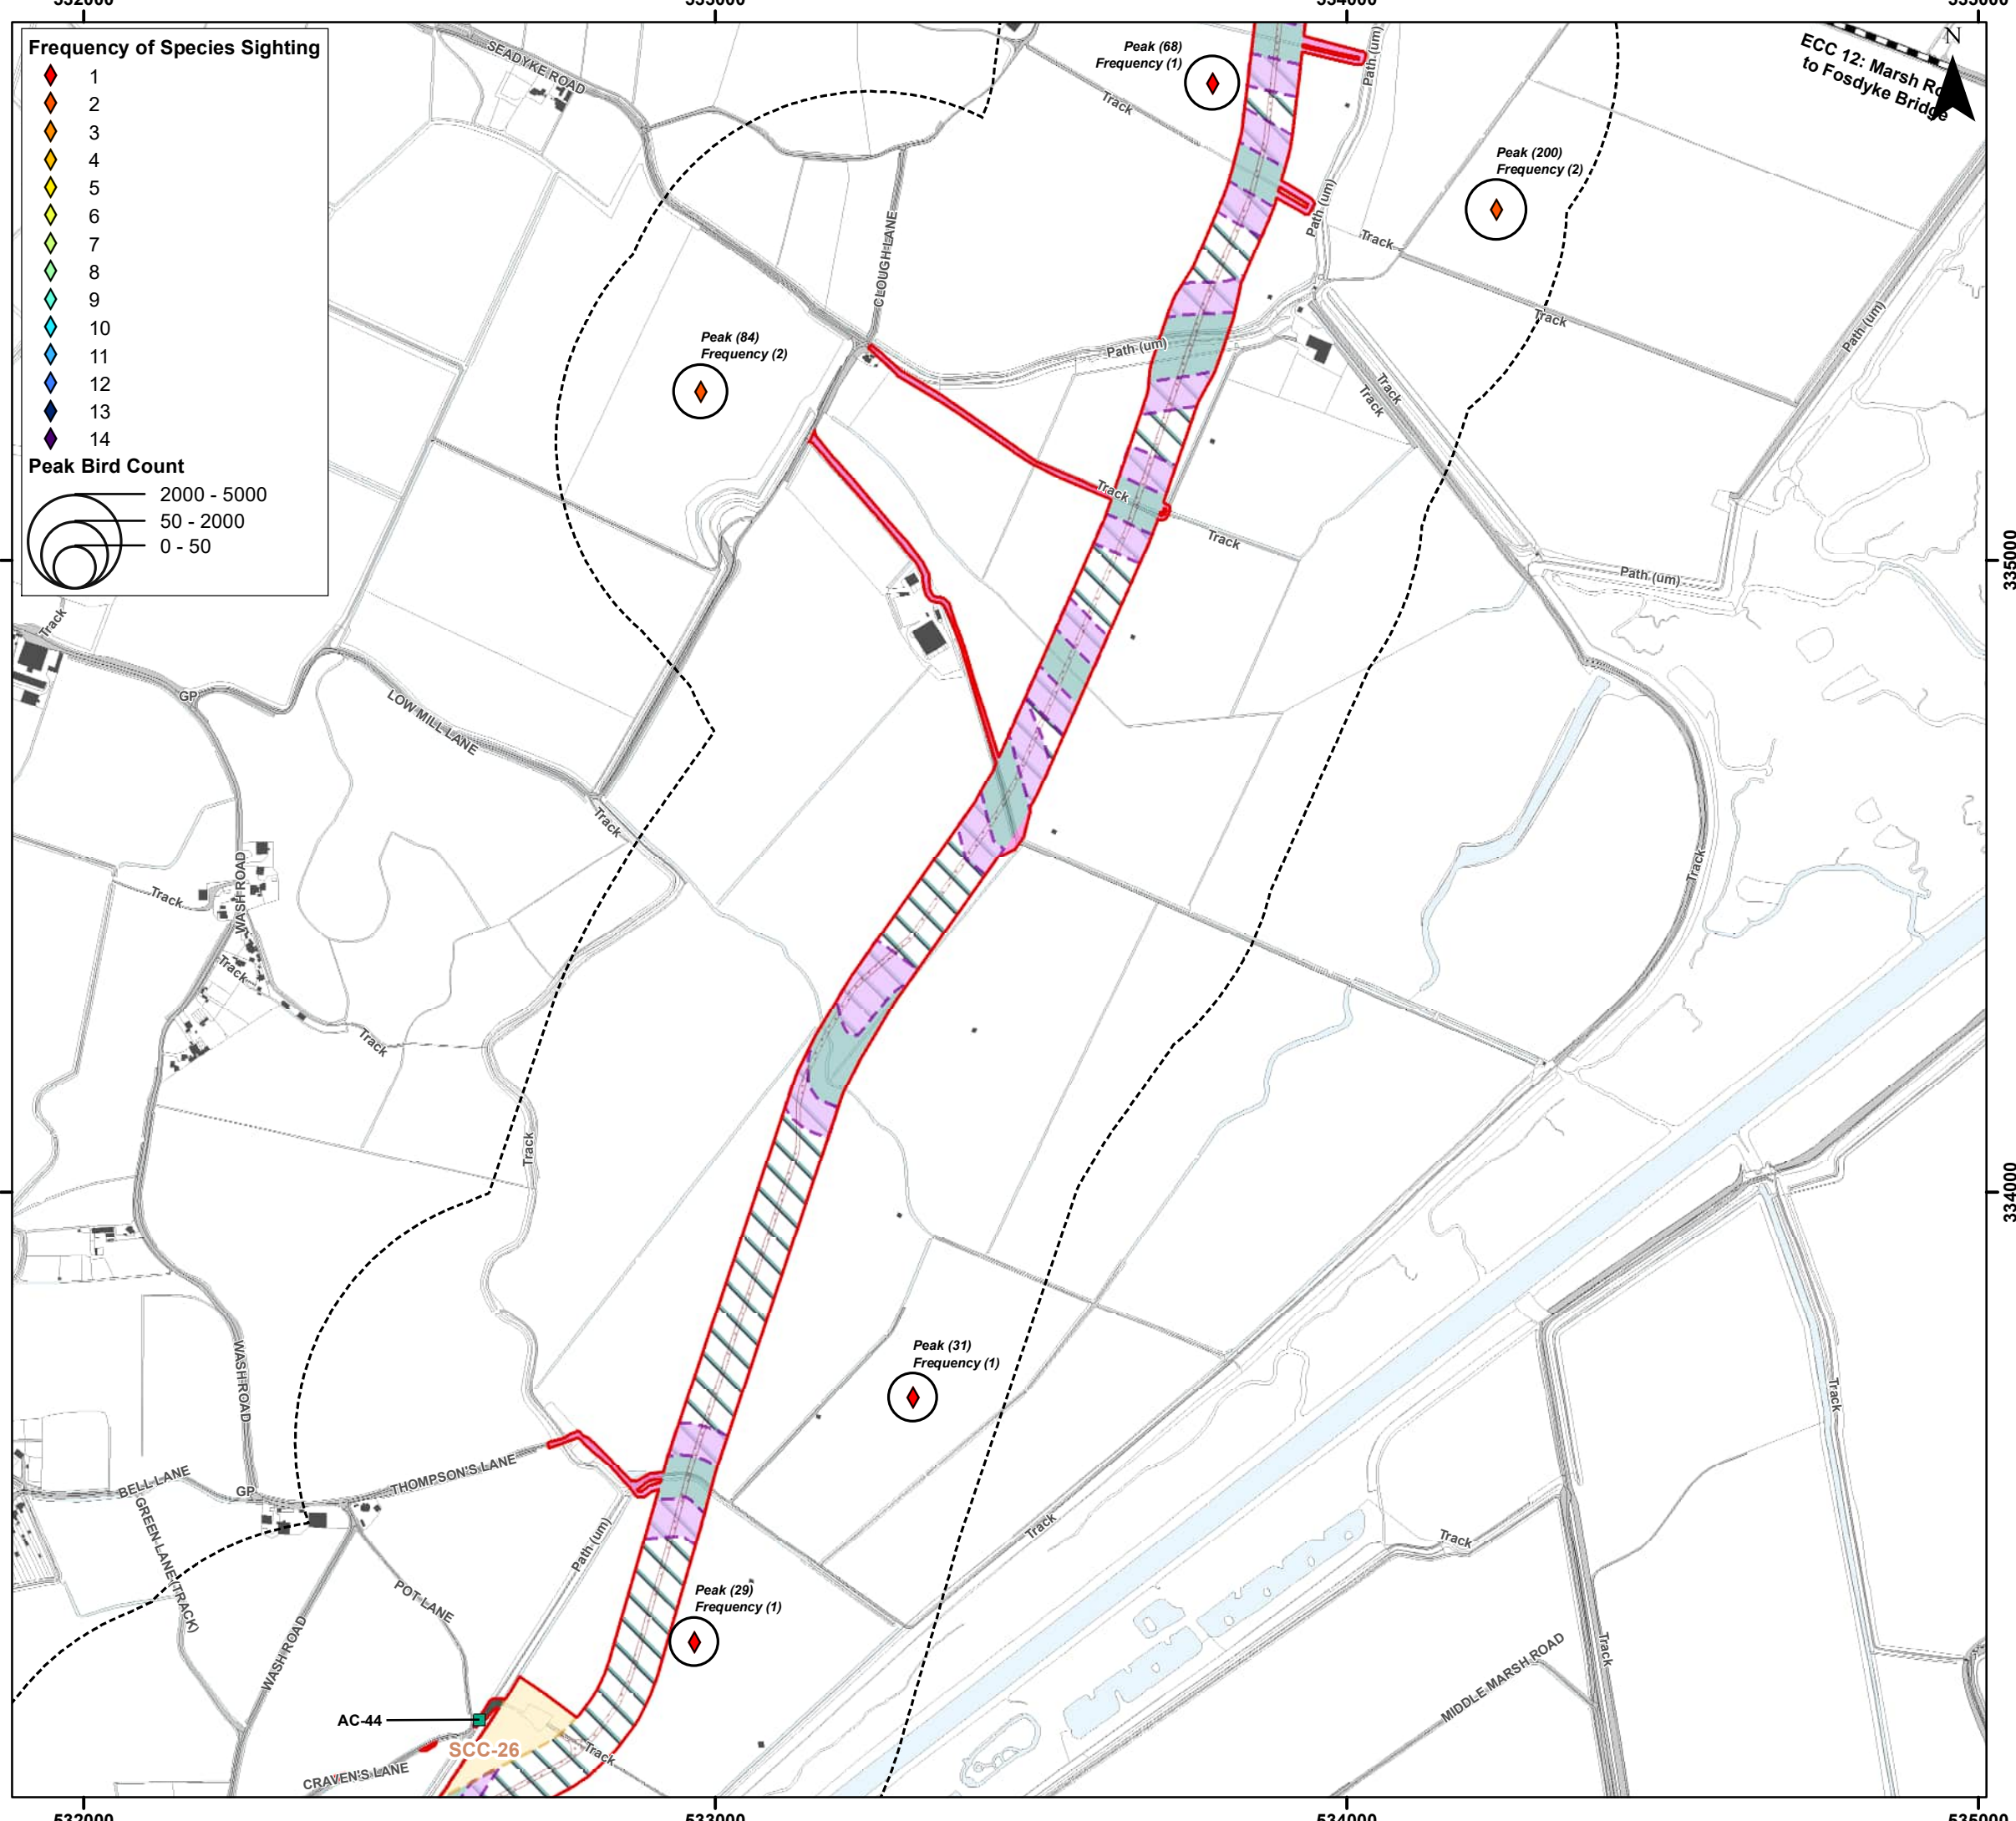 532000
533000
534000
535000
Frequency of Species Sighting
1
2
3
4
5
6
7
8
9
10
11
12
13
14
Peak Bird Count
2000 - 5000
50 - 2000
0 - 50
SEADYKE ROAD
Peak (68)
Frequency (1)
Track
Path (um)
N
ECC 12: Marsh Ro
to Fosdyke Bridge
Peak (200)
Frequency (2)
Path (um)
Track
CLOUGH LANE
Track
Path (um)
Path (um)
Peak (84)
Frequency (2)
Track
Track
Track
Track
335000
Path (um)
Track
GP
LOW MILL LANE
Track
WASH ROAD
Track
Track
Track
Track
Track
334000
Peak (31)
Frequency (1)
WASH ROAD
Track
BELL LANE
GP
THOMPSON'S LANE
GREEN LANE (TRACK)
Path (um)
Track
Track
POT LANE
Peak (29)
Frequency (1)
WASH ROAD
MIDDLE MARSH ROAD
Track
AC-44
SCC-26
Track
CRAVEN'S LANE
532000
533000
534000
535000